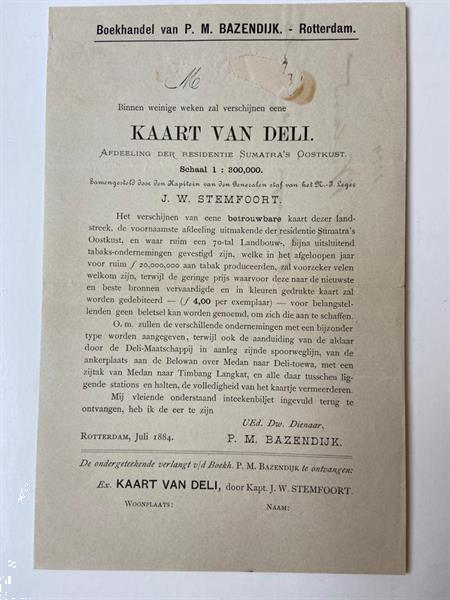 Boekhandel van P. M. BAZENDIJK. - Rotterdam.
M
Binnen weinige weken zal verschijnen eene
KAART VAN DELI.
AFDEELING DER RESIDENTIE SUMATRA'S OOSTKUST.
Schaal 1 : 300,000.
Samengesteld door den Kapitein van den Generalen staf van het N.-I. Leger
J. W. STEMFOORT.
Het verschijnen van eene betrouwbare kaart dezer land-
streek, de voornaamste afdeling uitmakende der residentie Sumatra's
Oostkust, en waar ruim een 70-tal Landbouw-, bijna uitsluitend
tabaks-ondernemingen gevestigd zijn, welke in het afgeloopen jaar
voor ruim f 20,000,000 aan tabak produceerden, zal voorzeker velen
welkom zijn, terwijl de geringe prijs waarvoor deze naar de nieuwste
en beste bronnen vervaardigde en in kleuren gedrukte kaart zal
worden gedebiteerd — (f 4,00 per exemplaar) — voor belangstel-
lenden geen beletsel kan worden genoemd, om zich die aan te schaffen.
O. m. zullen de verschillende ondernemingen met een bijzonder
type worden aangegeven, terwijl ook de aanduiding van de aldaar
door de Deli-Maatschappij in aanleg zijnde spoorweglijn, van de
ankerplaats aan de Belowan over Medan naar Deli-toewa, met een
zijtak van Medan naar Timbang Langkat, en alle daar tusschen lig-
gende stations en halten, de volledigheid van het kaartje vermeerderen.
Mij vleiende onderstaand inteekenbiljet ingevuld terug te
ontvangen, heb ik de eer te zijn
UEd. Dw. Dienaar,
ROTTERDAM, Juli 1884. P. M. BAZENDIJK.
De ondergeteekende verlangt v/d Boekh. P. M. BAZENDIJK te ontvangen:
Ex. KAART VAN DELI, door Kapt. J. W. STEMFOORT.
WOONPLAATS: NAAM: